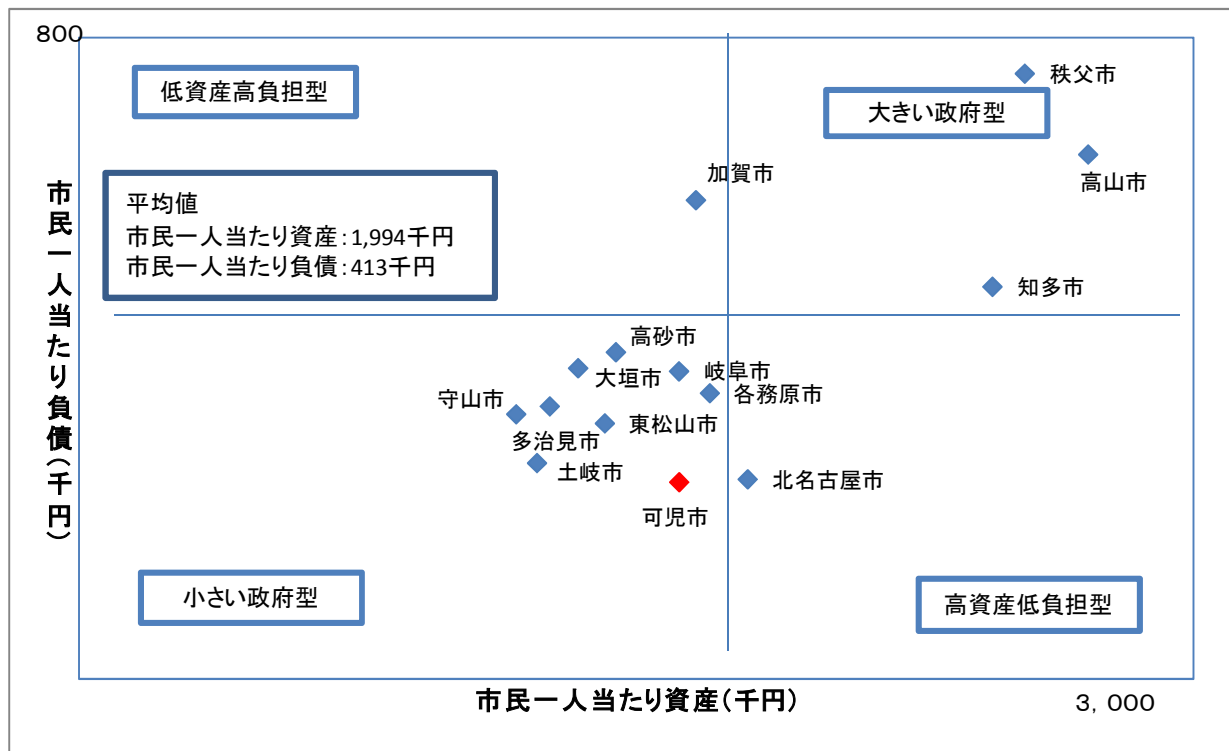 800
低資産高負担型
秩父市
大きい政府型
高山市
加賀市
平均値
市民一人当たり資産：1,994千円
市民一人当たり負債：413千円
知多市
市民一人当たり負債（千円）
高砂市
大垣市
岐阜市
各務原市
守山市
多治見市
東松山市
土岐市
北名古屋市
可児市
小さい政府型
高資産低負担型
市民一人当たり資産（千円）
3，000